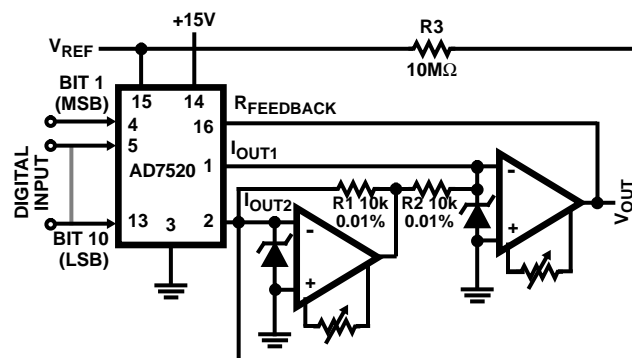 +15V
VREF
R3
10MΩ
BIT 1
(MSB)
15
14
RFEEDBACK
4
16
5
IOUT1
1
AD7520
DIGITAL
INPUT
R1 10k
0.01%
R2 10k
0.01%
IOUT2
13
3
2
BIT 10
(LSB)
-
+
-
+
VOUT